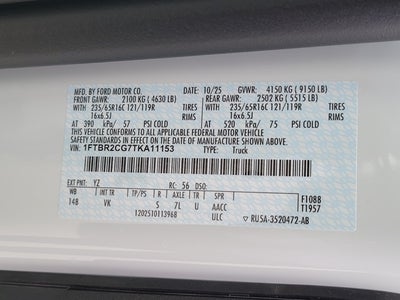 MFD. BY FORD MOTOR CO. 10/25 GVWR: 4150 KG ( 9150 LB)
FRONT GAWR: 2100 KG ( 4630 LB) REAR GAWR: 2502 KG ( 5515 LB)
235/65R16C 121/119R TIRES WITH 235/65R16C 121/119R TIRES
16x6.5J RIMS 16x6.5J RIMS
AT 390 kPa/ 57 PSI COLD AT 520 kPa/ 75 PSI COLD
THIS VEHICLE CONFORMS TO ALL APPLICABLE FEDERAL MOTOR VEHICLE
SAFETY STANDARDS IN EFFECT ON THE DATE OF MANUFACTURE SHOWN ABOVE.
VIN: 1FTBR2CG7TKA11153 TYPE: Truck
EXT PNT: YZ RC: 56 DSO:
WB INT TR TP/PS R AXLE TR SPR F1088
148 VK S 7L U AACC T1957
1202510113968 ULC RU5A-3520472-AB